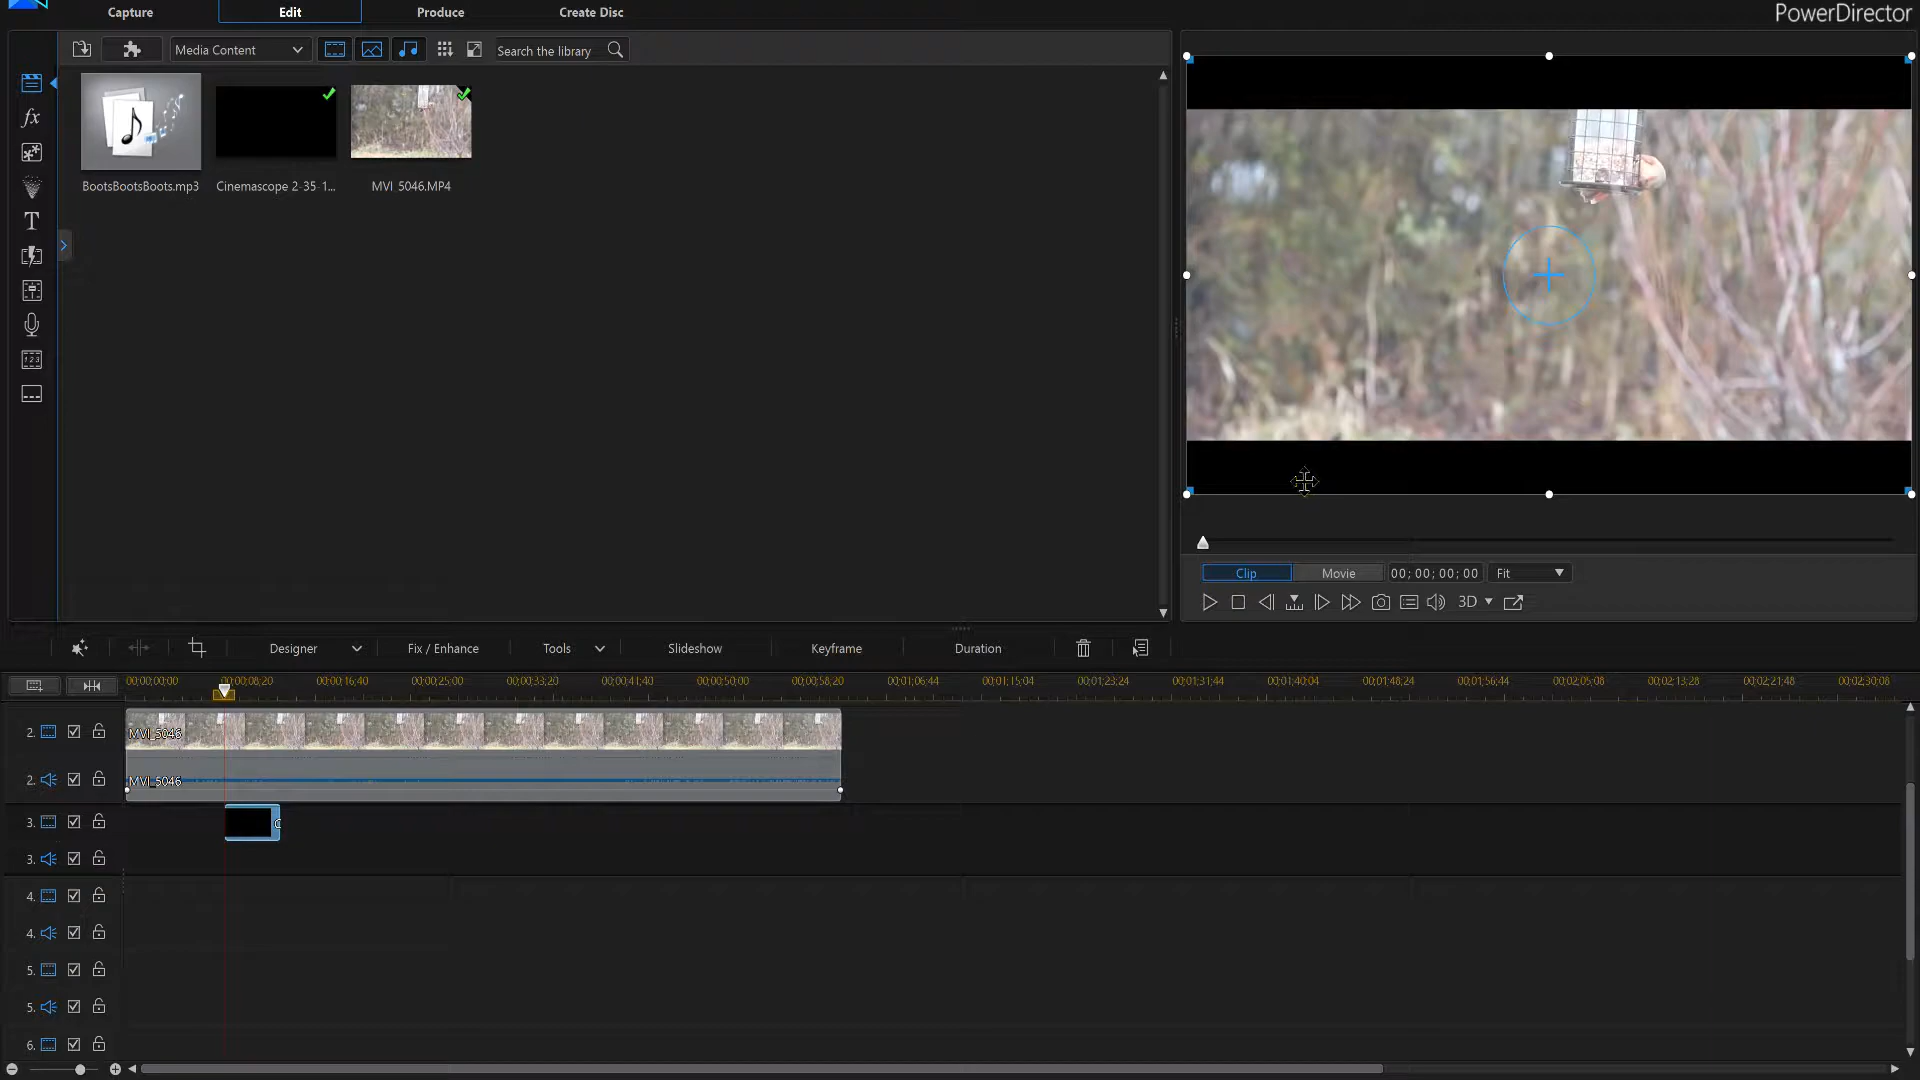 Capture
Edit
Produce
Create Disc
PowerDirector
Media Content
Search the library
BootsBootsBoots.mp3
Cinemascope 2-35-1...
MVI_5046.MP4
fx
T
Clip
Movie
00; 00; 00; 00
Fit
3D
Designer
Fix / Enhance
Tools
Slideshow
Keyframe
Duration
00;00;00;00
00;00;08;20
00;00;16;40
00;00;25;00
00;00;33;20
00;00;41;40
00;00;50;00
00;00;58;20
00;01;06;44
00;01;15;04
00;01;23;24
00;01;31;44
00;01;40;04
00;01;48;24
00;01;56;44
00;02;05;08
00;02;13;28
00;02;21;48
00;02;30;08
2.
MVI_5046
2.
MVI_5046
3.
C
3.
4.
4.
5.
5.
6.